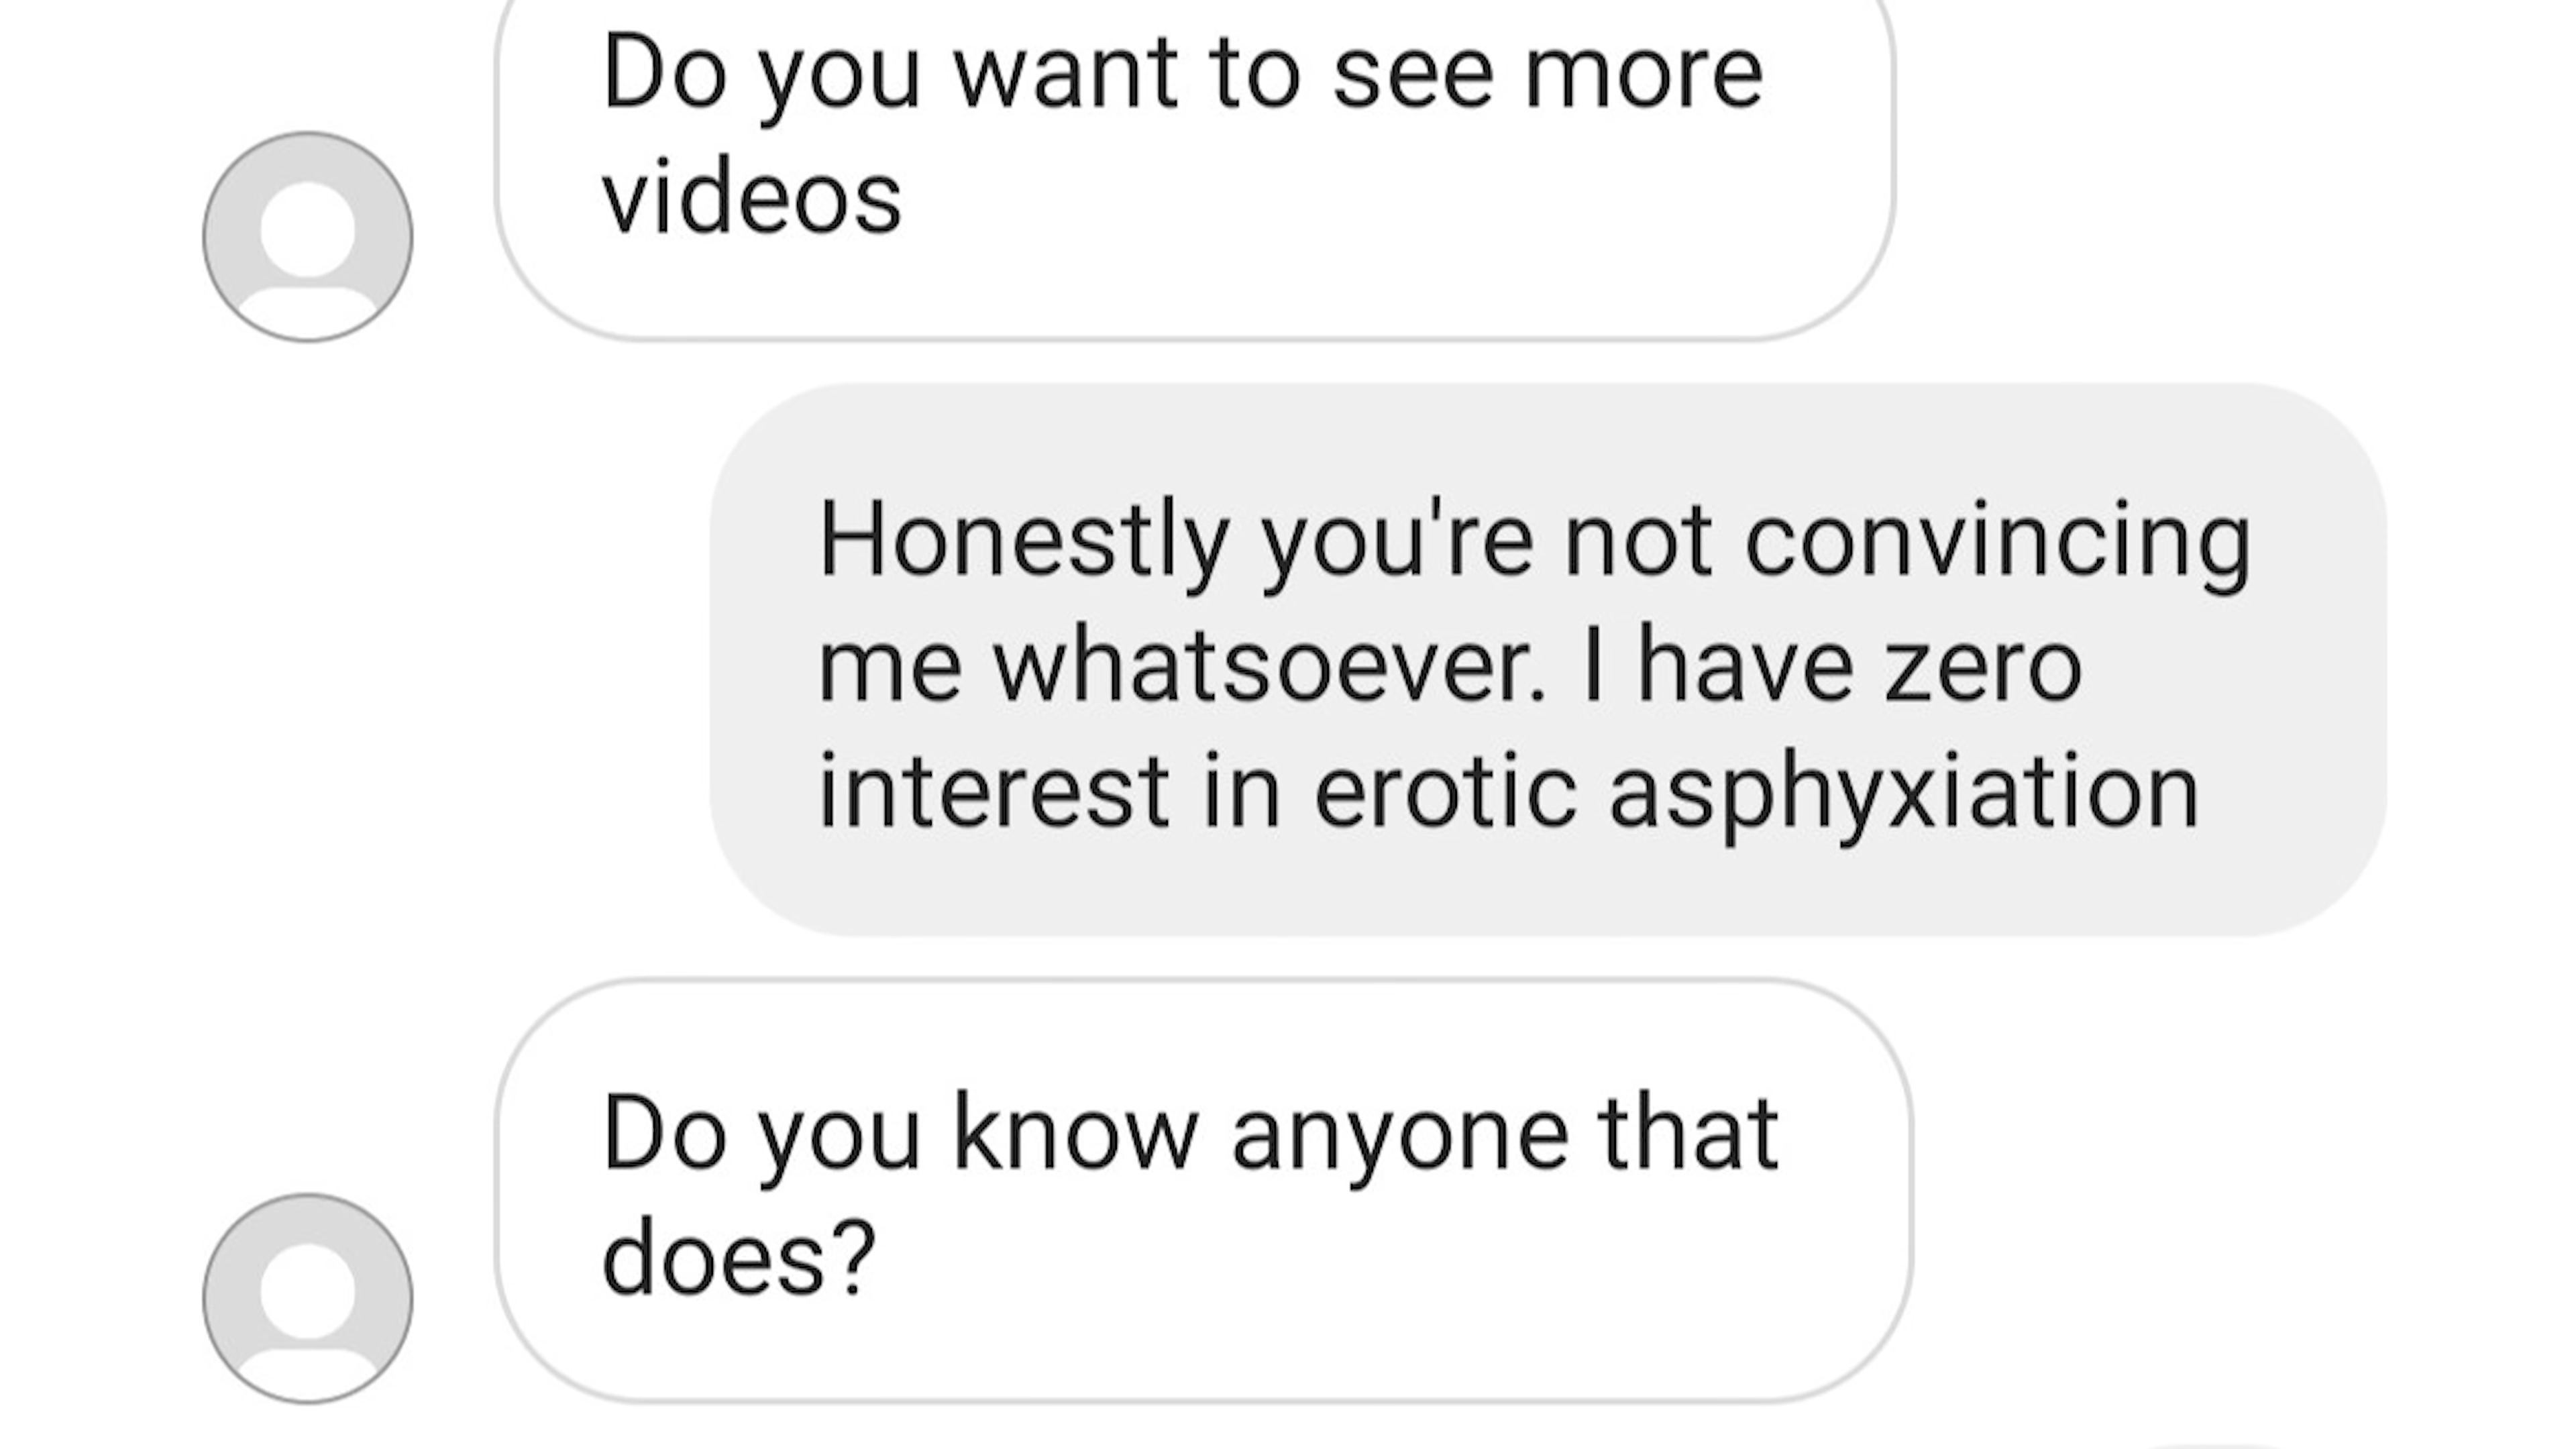 Do you want to see more
videos
Honestly you're not convincing
me whatsoever. I have zero
interest in erotic asphyxiation
Do you know anyone that
does?